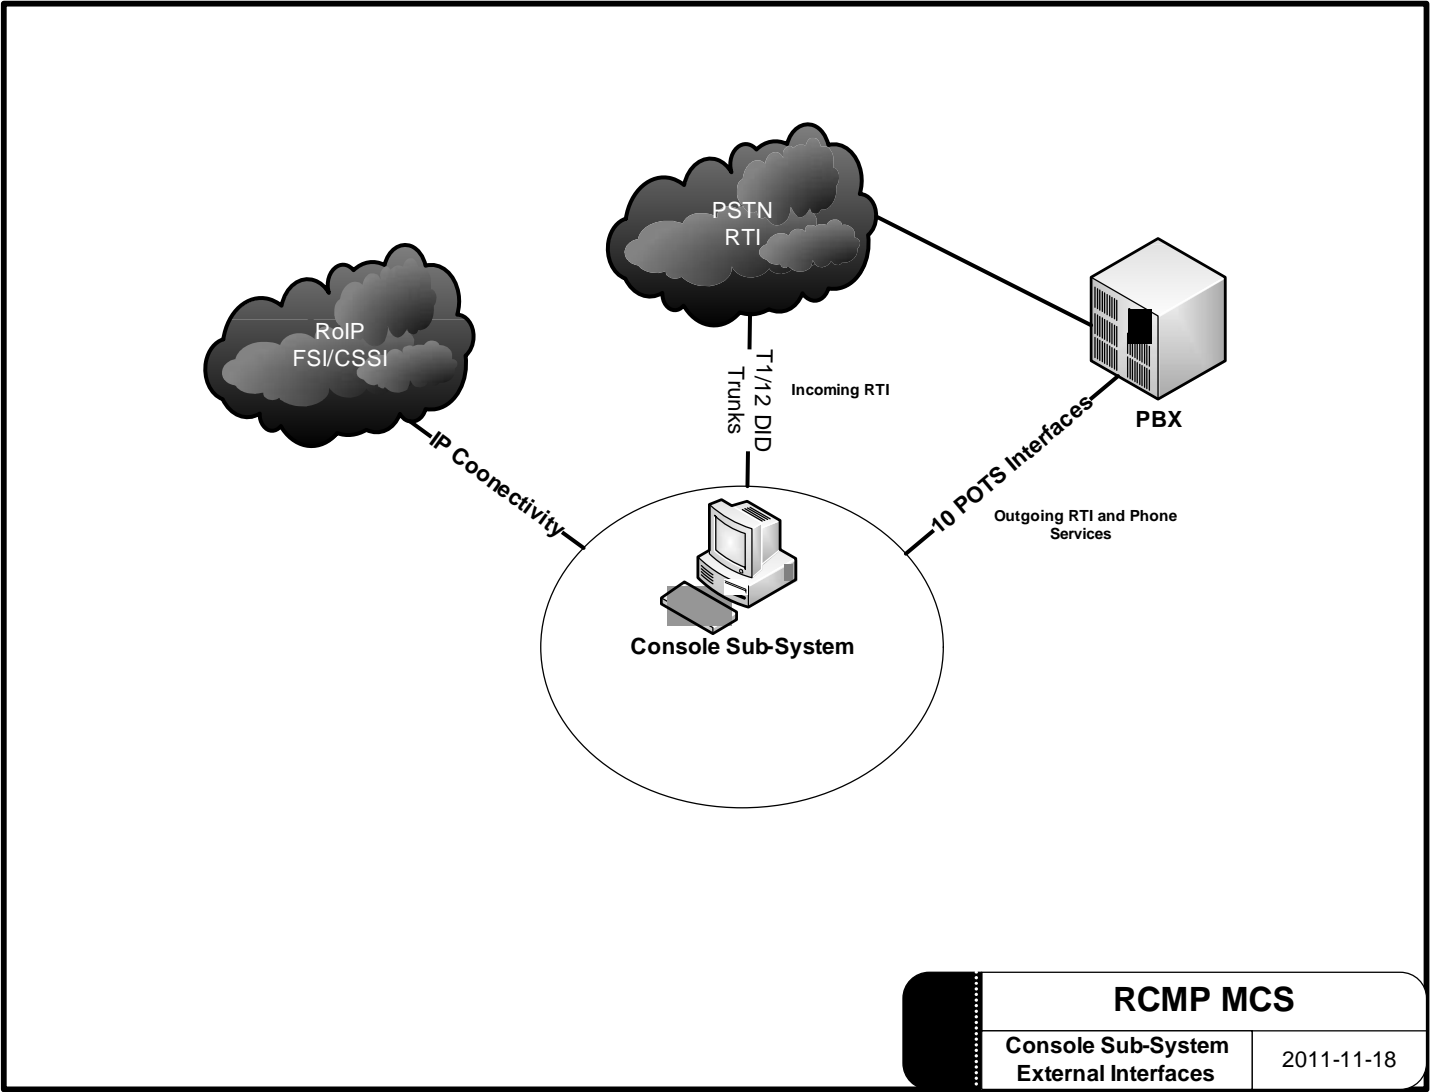 PSTN
RTI
RoIP
FSI/CSSI
T1/12 DID
Trunks
Incoming RTI
PBX
IP Coonectivity
10 POTS Interfaces
Outgoing RTI and Phone
Services
Console Sub-System
RCMP MCS
Console Sub-System
External Interfaces
2011-11-18